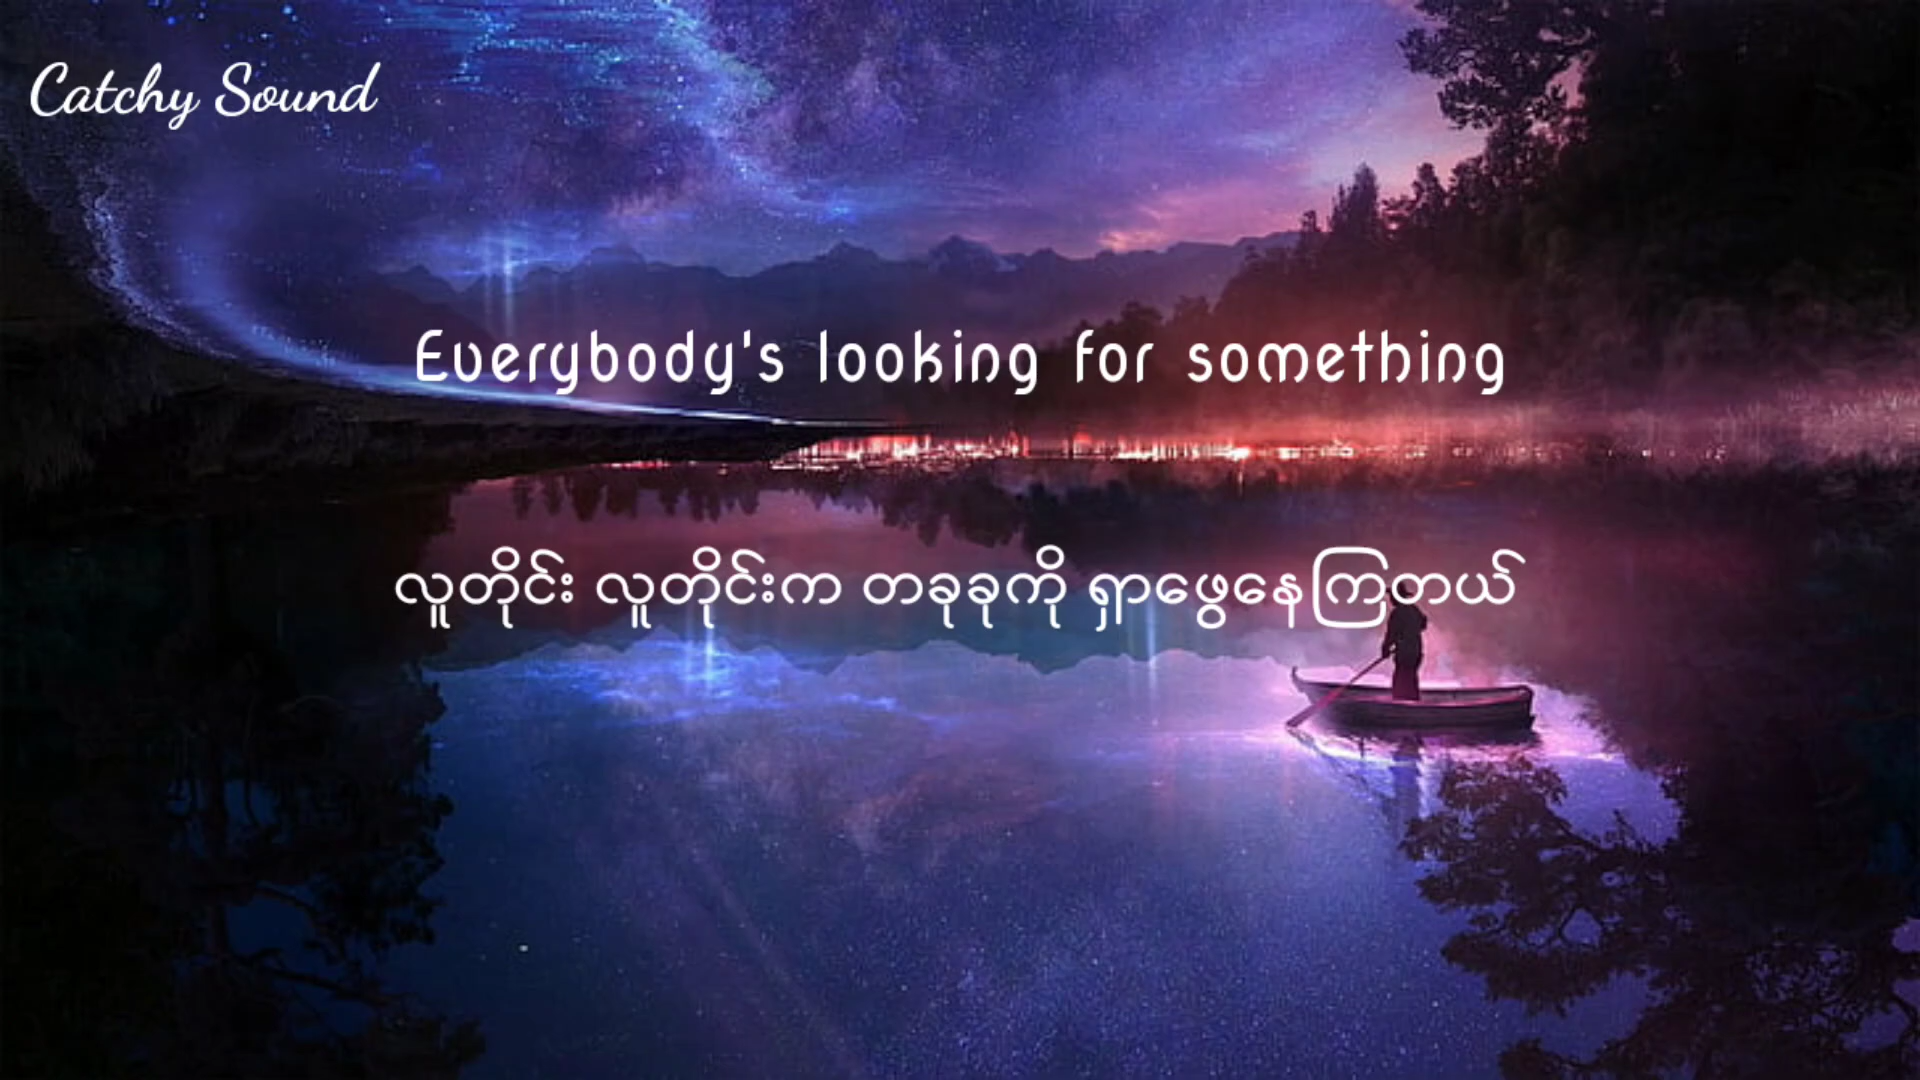 Catchy Sound
Everybody's looking for something
လူတိုင်း လူတိုင်းက တခုခုကို ရှာဖွေနေကြတယ်